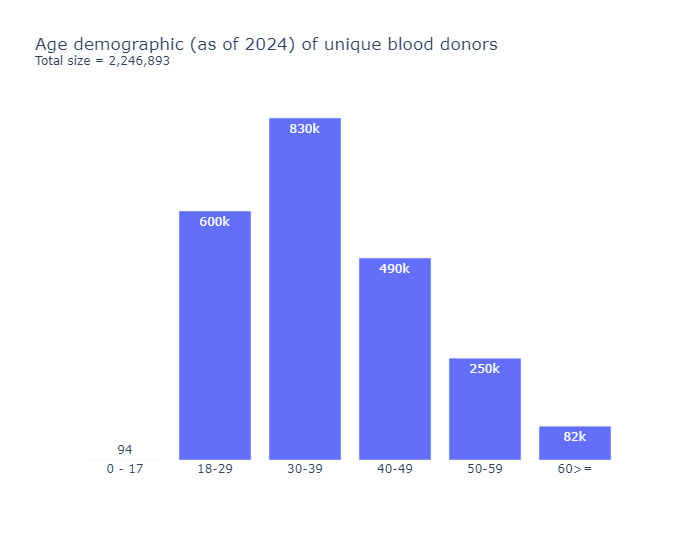 Age demographic (as of 2024) of unique blood donors
Total size = 2,246,893
830k
600k
490k
250k
82k
94
0 - 17 18-29 30-39 40-49 50-59 60>=